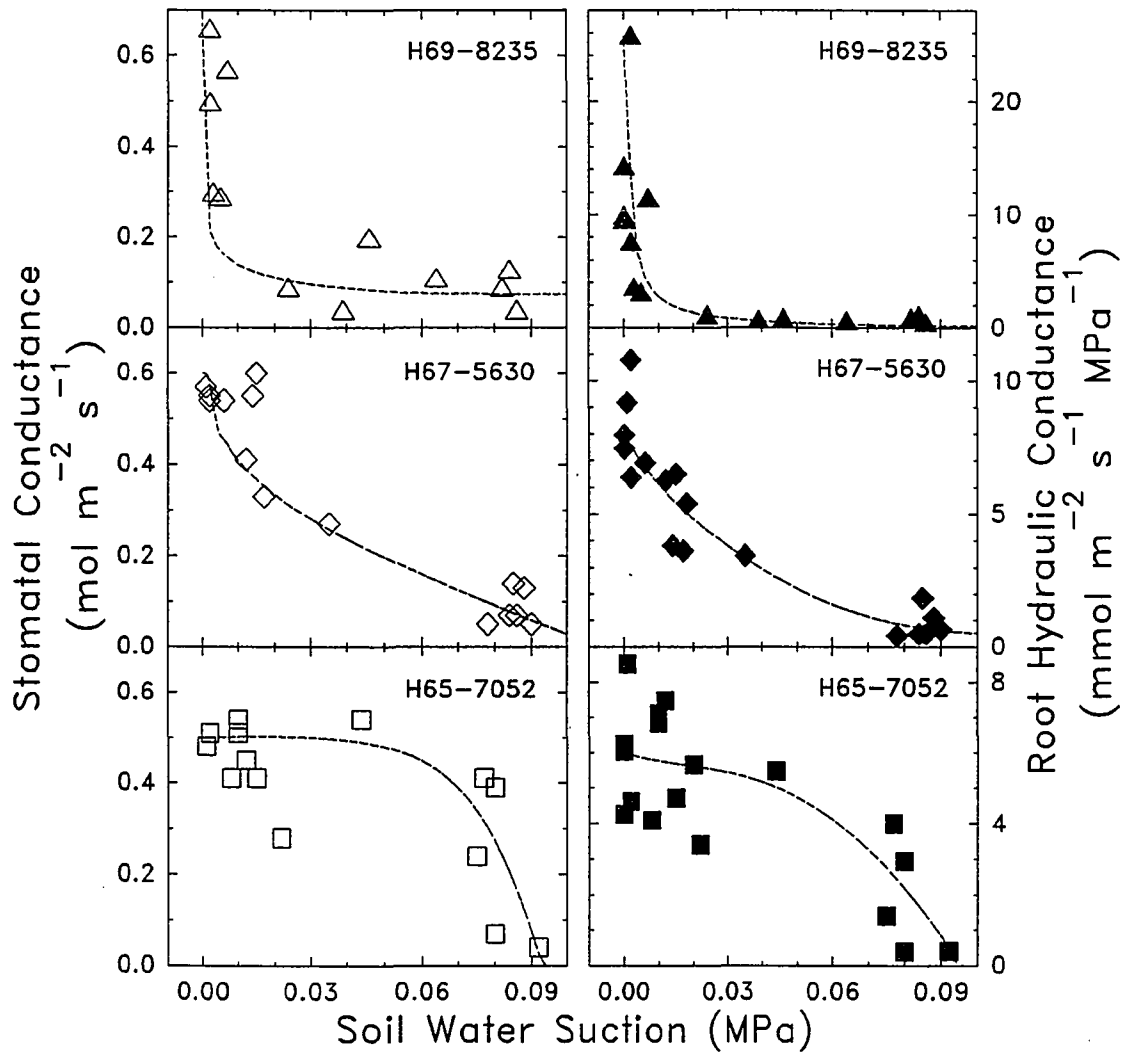 Stomatal Conductance
(mol m⁻² s⁻¹)
H69-8235
0.6
0.4
0.2
0.0
H67-5630
0.6
0.4
0.2
0.0
H65-7052
0.6
0.4
0.2
0.0
0.00 0.03 0.06 0.09
H69-8235
20
10
0
H67-5630
10
5
0
H65-7052
8
4
0
0.00 0.03 0.06 0.09
Root Hydraulic Conductance
(mmol m⁻² s⁻¹ MPa⁻¹)
Soil Water Suction (MPa)